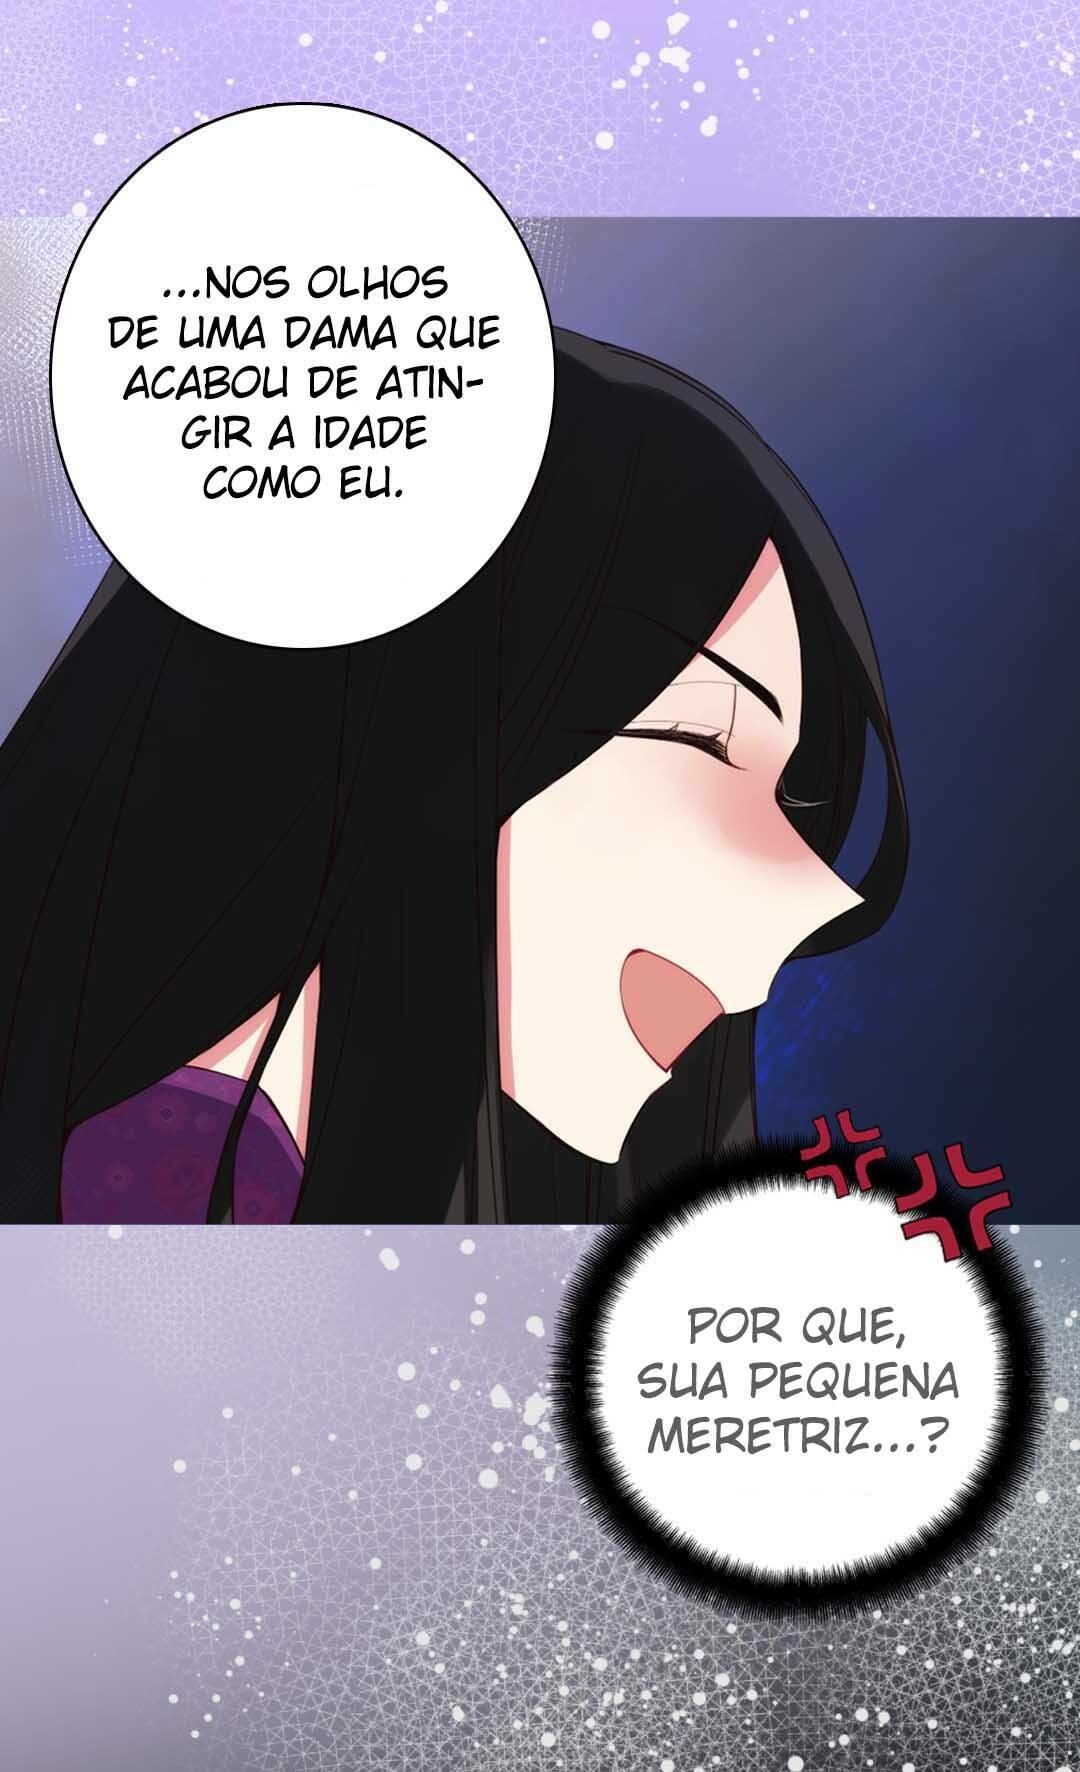 ...NOS OLHOS
DE UMA DAMA QUE
ACABOU DE ATIN-
GIR A IDADE
COMO EU.
POR QUE,
SUA PEQUENA
MERETRIZ...?